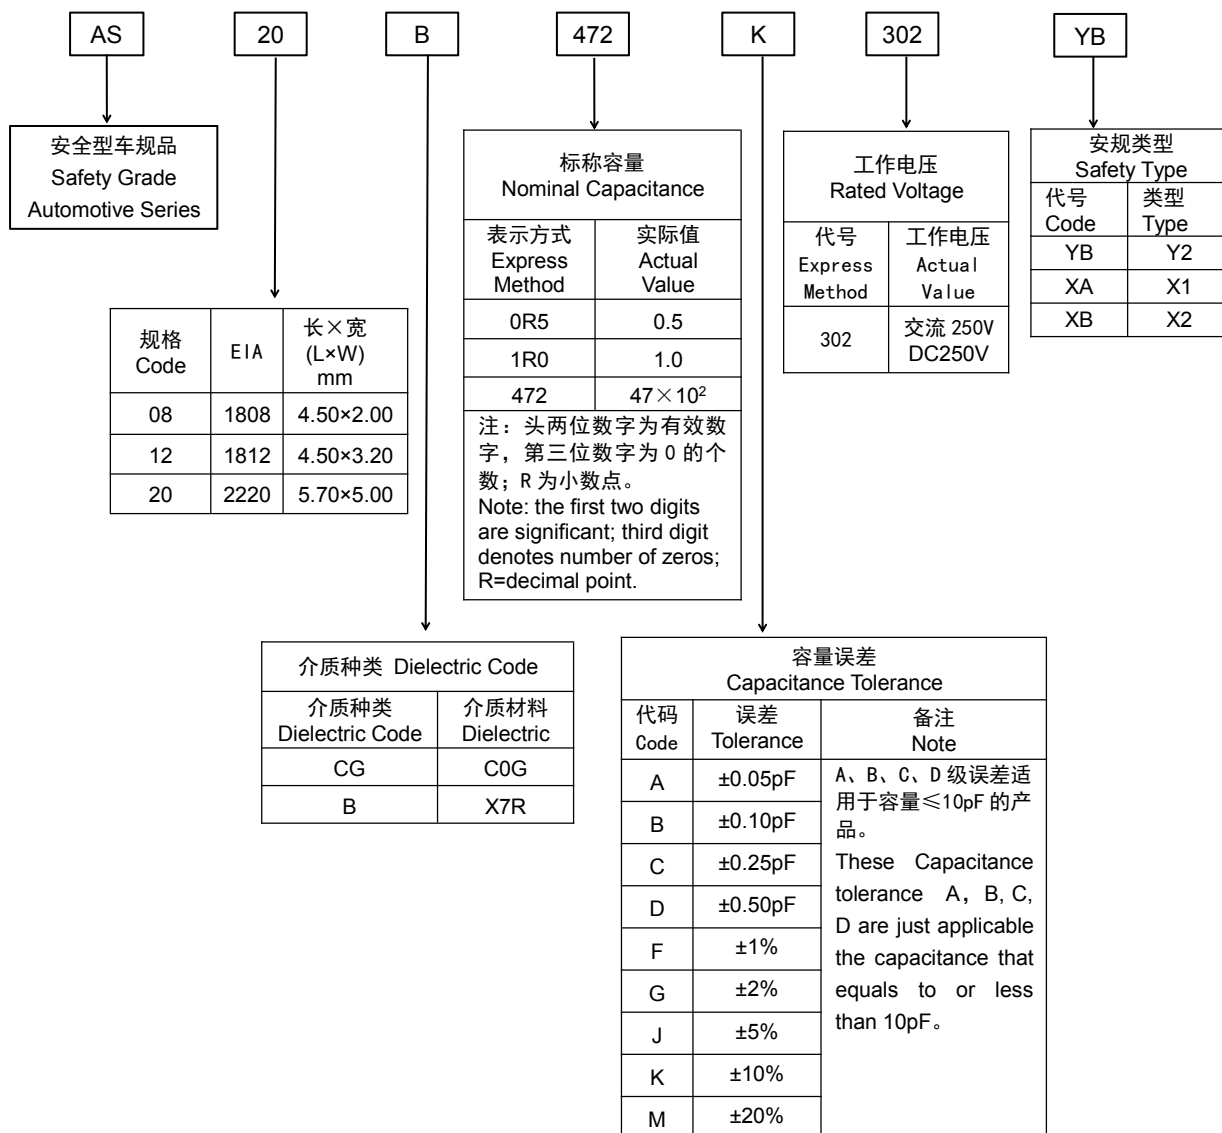 AS
20
B
472
K
302
YB
安全型车规品
Safety Grade
Automotive Series
规格
Code
EIA
长×宽
(L×W)
mm
08
1808
4.50×2.00
12
1812
4.50×3.20
20
2220
5.70×5.00
标称容量
Nominal Capacitance
表示方式
Express
Method
实际值
Actual
Value
0R5
0.5
1R0
1.0
472
47×10²
注：头两位数字为有效数
字，第三位数字为 0 的个
数；R 为小数点。
Note: the first two digits
are significant; third digit
denotes number of zeros;
R=decimal point.
工作电压
Rated Voltage
代号
Express
Method
工作电压
Actual
Value
302
交流 250V
DC250V
安规类型
Safety Type
代号
Code
类型
Type
YB
Y2
XA
X1
XB
X2
介质种类 Dielectric Code
介质种类
Dielectric Code
介质材料
Dielectric
CG
C0G
B
X7R
容量误差
Capacitance Tolerance
代码
Code
误差
Tolerance
备注
Note
A
±0.05pF
B
±0.10pF
C
±0.25pF
D
±0.50pF
F
±1%
G
±2%
J
±5%
K
±10%
M
±20%
A、B、C、D 级误差适
用于容量≤10pF 的产
品。
These Capacitance
tolerance A，B, C,
D are just applicable
the capacitance that
equals to or less
than 10pF。